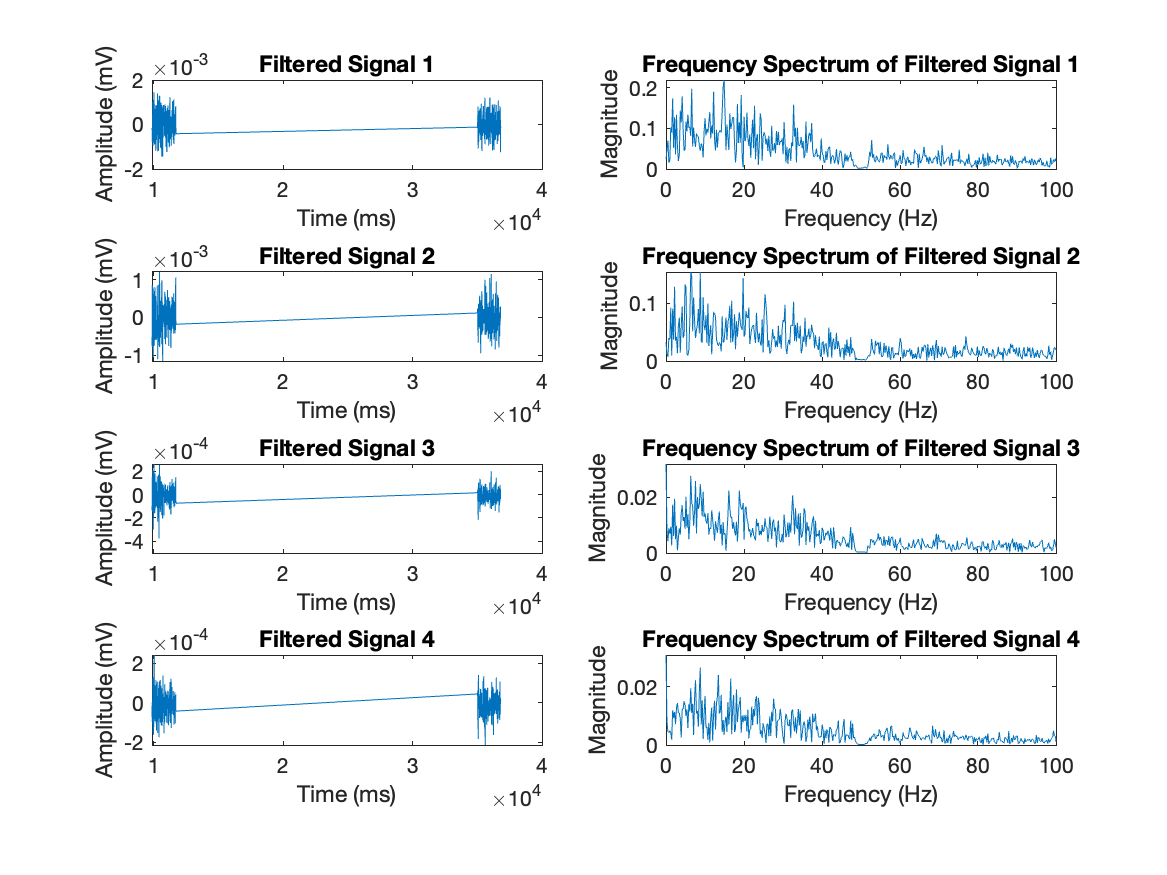 Filtered Signal 1
×10-3
Amplitude (mV)
2
0
-2
1 2 3 4
Time (ms)
×104
Frequency Spectrum of Filtered Signal 1
Magnitude
0.2
0.1
0
0 20 40 60 80 100
Frequency (Hz)
Filtered Signal 2
×10-3
Amplitude (mV)
1
0
-1
1 2 3 4
Time (ms)
×104
Frequency Spectrum of Filtered Signal 2
Magnitude
0.1
0
0 20 40 60 80 100
Frequency (Hz)
Filtered Signal 3
×10-4
Amplitude (mV)
2
0
-2
-4
1 2 3 4
Time (ms)
×104
Frequency Spectrum of Filtered Signal 3
Magnitude
0.02
0
0 20 40 60 80 100
Frequency (Hz)
Filtered Signal 4
×10-4
Amplitude (mV)
2
0
-2
1 2 3 4
Time (ms)
×104
Frequency Spectrum of Filtered Signal 4
Magnitude
0.02
0
0 20 40 60 80 100
Frequency (Hz)